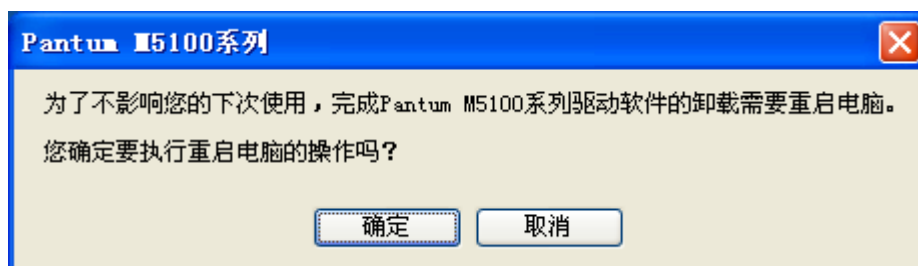 Pantum M5100系列
为了不影响您的下次使用，完成Pantum M5100系列驱动软件的卸载需要重启电脑。
您确定要执行重启电脑的操作吗？
确定
取消